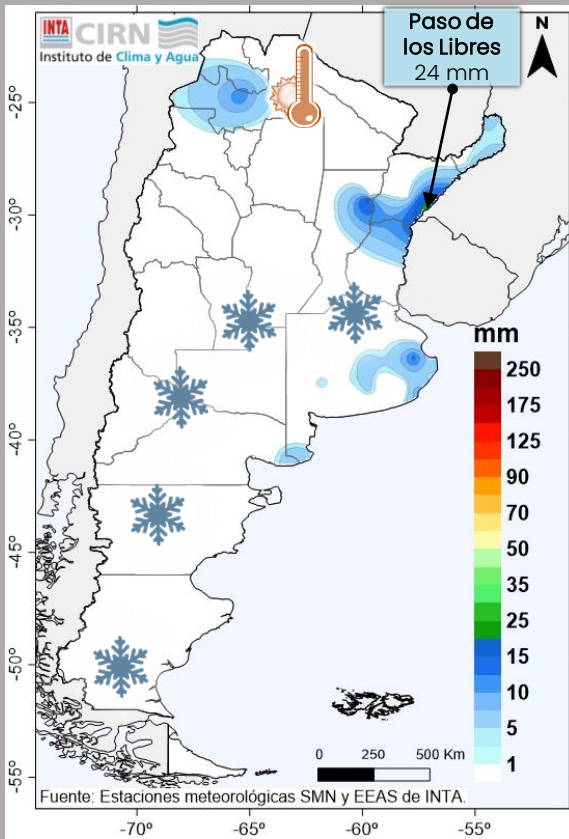 INTA CIRN
Instituto de Clima y Agua
Paso de
los Libres
24 mm
N
-25°
-30°
-35°
-40°
-45°
-50°
-55°
mm
250
175
125
90
70
50
35
25
15
10
5
1
0 250 500 Km
Fuente: Estaciones meteorológicas SMN y EEAS de INTA.
-70° -65° -60° -55°